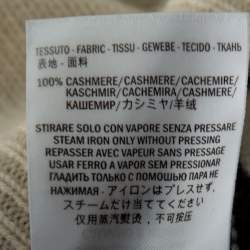 TESSUTO - FABRIC - TISSU - GEWEBE - TECIDO - ТКАНЬ
表地 - 面料
100% CASHMERE/CASHMERE/CACHEMIRE/
KASCHMIR/CACHEMIRA/CASHMERE/
КАШЕМИР/カシミヤ/羊绒
STIRARE SOLO CON VAPORE SENZA PRESSARE
STEAM IRON ONLY WITHOUT PRESSING
REPASSER AVEC VAPEUR SANS PASSAGE
USAR FERRO A VAPOR SEM PRESIONAR
ГЛАДИТЬ ТОЛЬКО С ПОМОЩЬЮ ПАРА НЕ
НАЖИМАЯ - アイロンはプレスせず、
スチームだけ当ててください
仅用蒸汽熨烫，不可按压